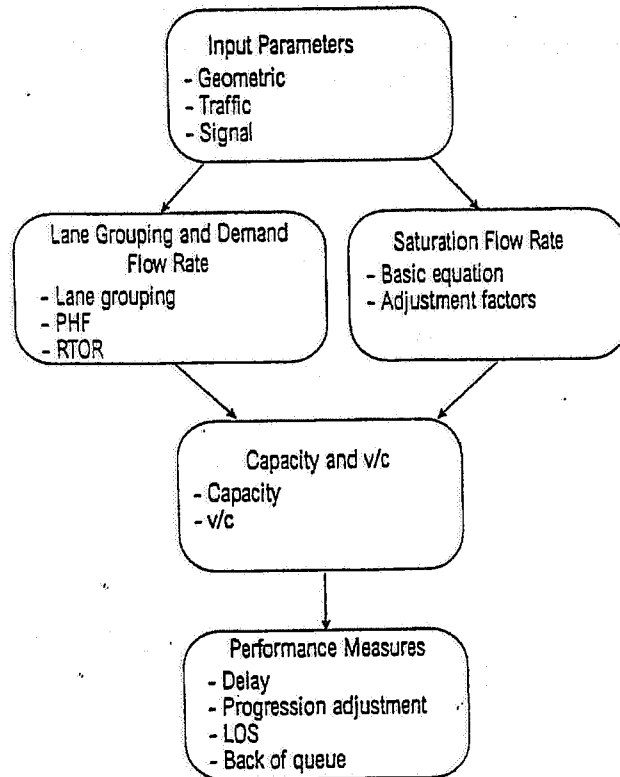 Input Parameters
- Geometric
- Traffic
- Signal
Lane Grouping and Demand
Flow Rate
- Lane grouping
- PHF
- RTOR
Saturation Flow Rate
- Basic equation
- Adjustment factors
Capacity and v/c
- Capacity
- v/c
Performance Measures
- Delay
- Progression adjustment
- LOS
- Back of queue